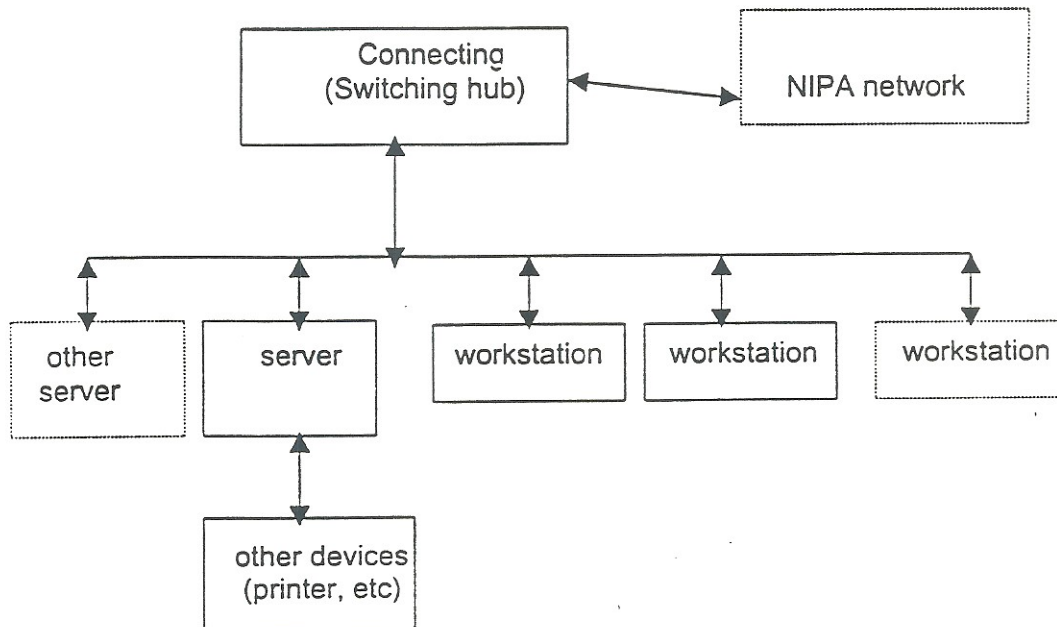 Connecting
(Switching hub)
NIPA network
other
server
server
workstation
workstation
workstation
other devices
(printer, etc)